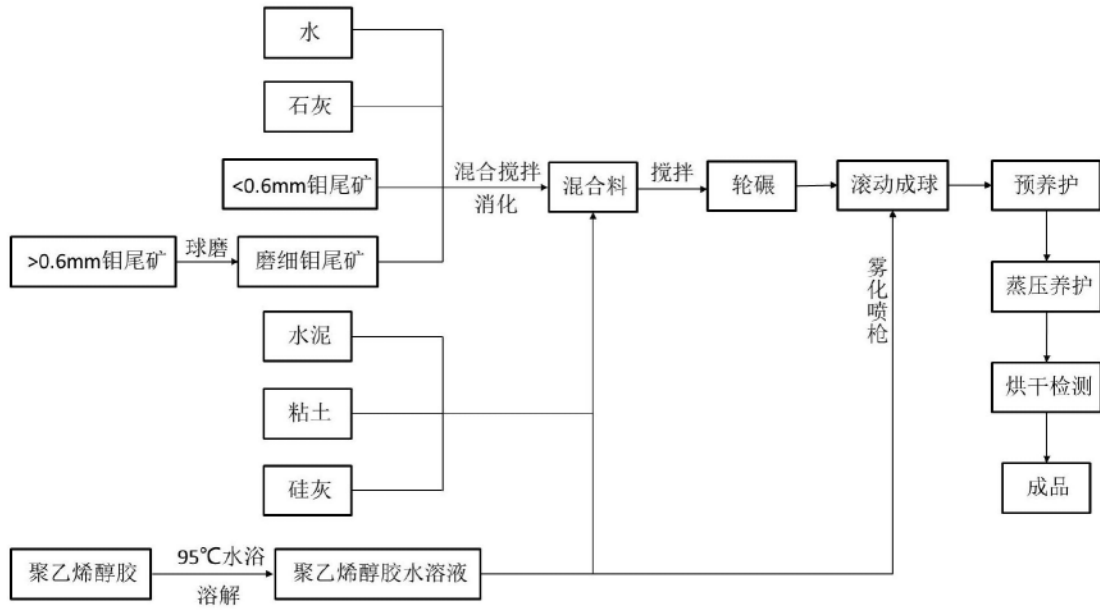 水
石灰
<0.6mm钼尾矿
混合搅拌
消化
混合料
搅拌
轮碾
滚动成球
预养护
>0.6mm钼尾矿
球磨
磨细钼尾矿
雾化喷枪
蒸压养护
水泥
粘土
烘干检测
硅灰
成品
聚乙烯醇胶
95℃水浴
溶解
聚乙烯醇胶水溶液